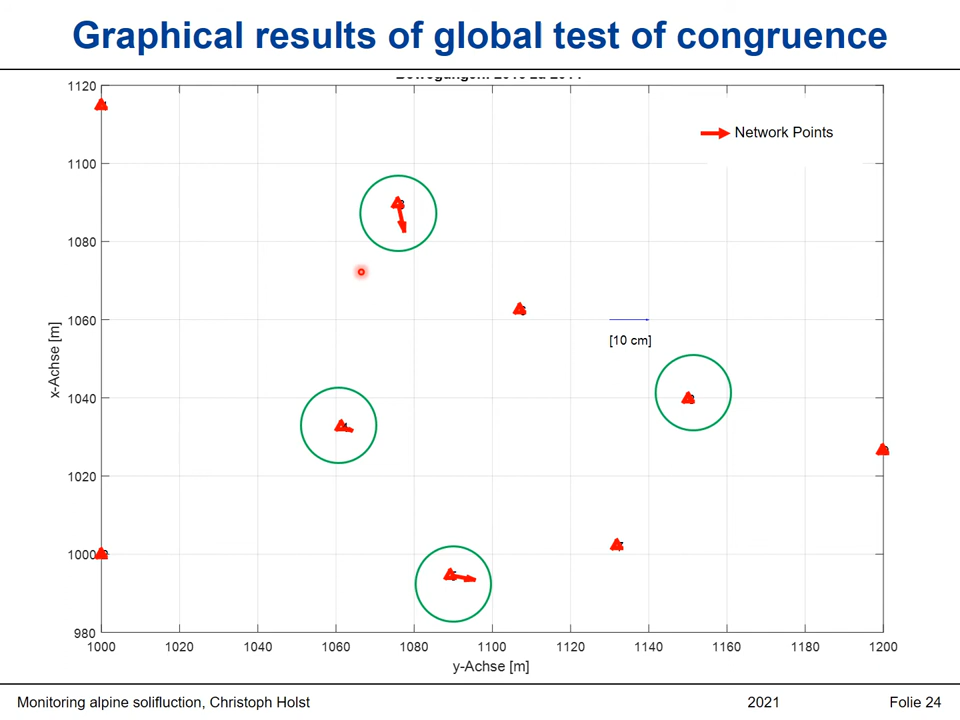 Graphical results of global test of congruence
1120
Network Points
1100
1080
1060
[10 cm]
x-Achse [m]
1040
1020
1000
980
1000 1020 1040 1060 1080 1100 1120 1140 1160 1180 1200
y-Achse [m]
Monitoring alpine solifluction, Christoph Holst 2021 Folie 24